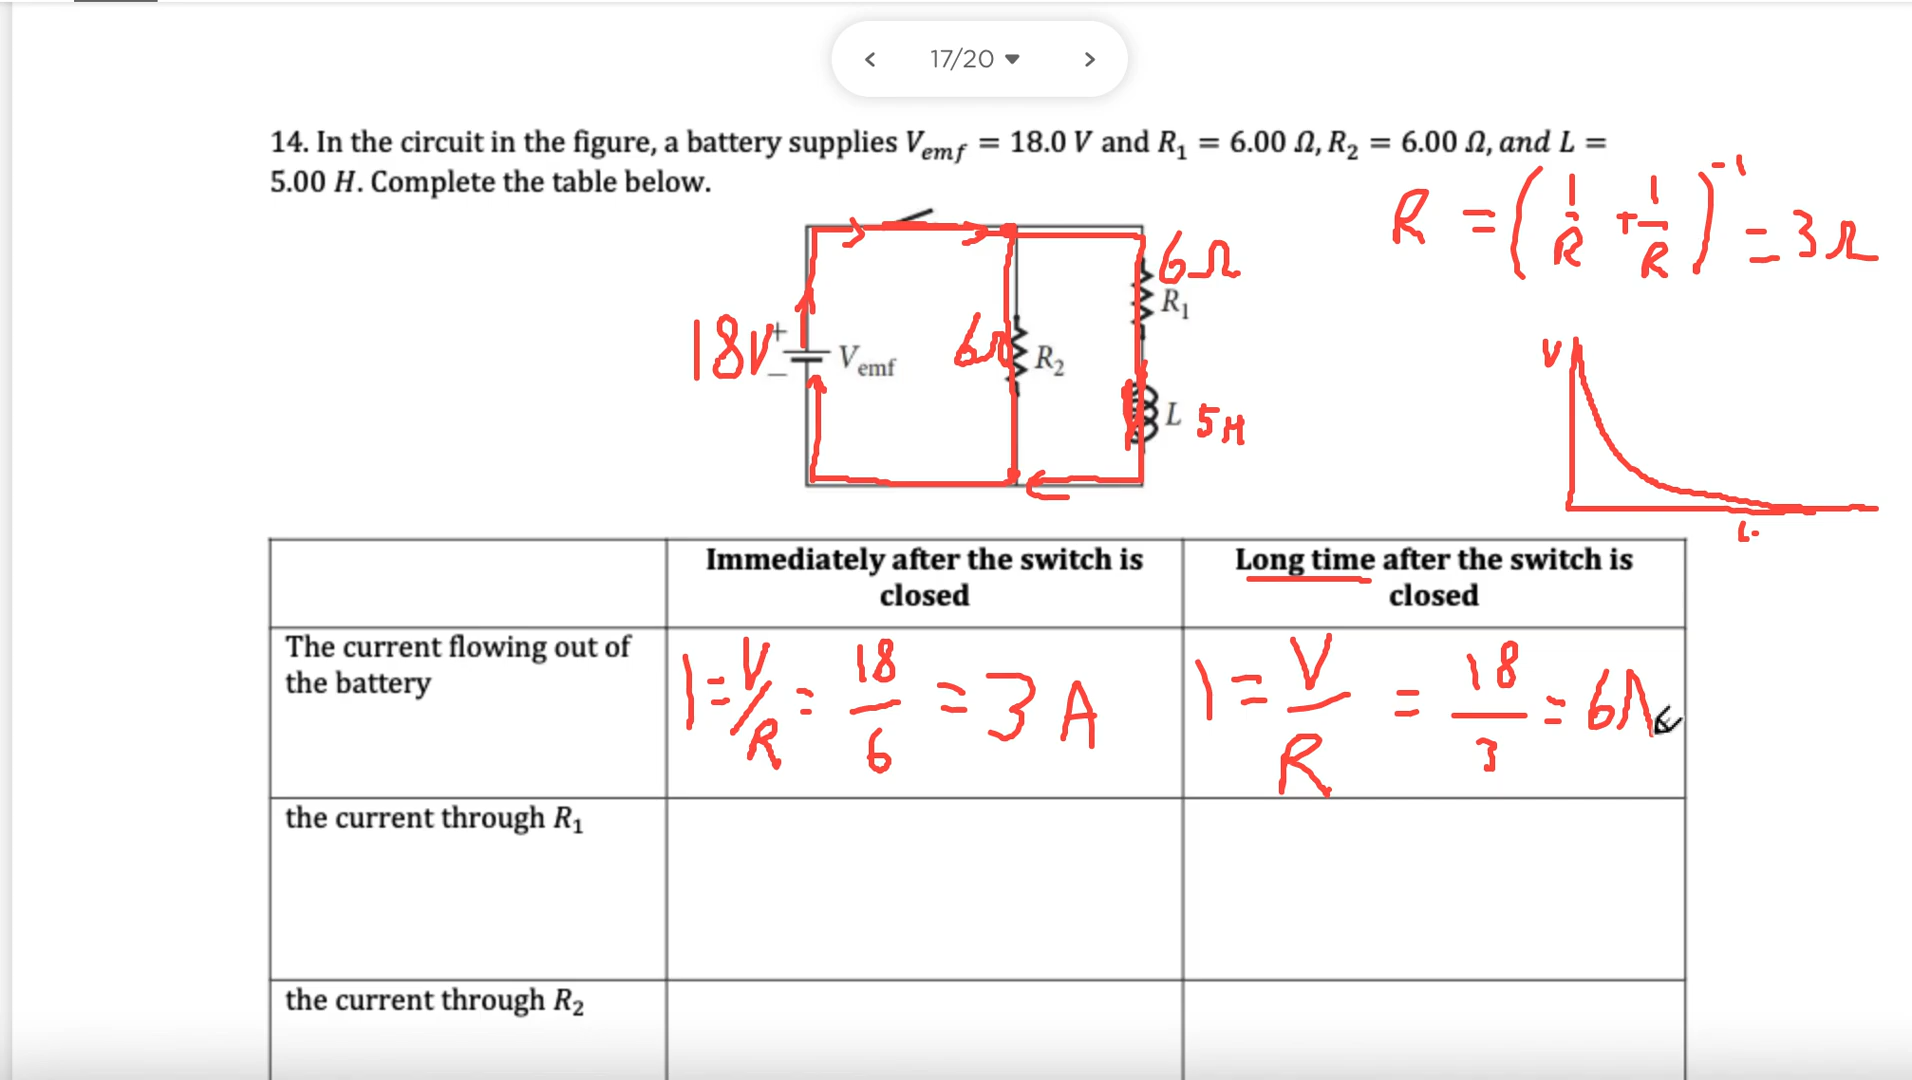 17/20
14. In the circuit in the figure, a battery supplies V_emf = 18.0 V and R₁ = 6.00 Ω, R₂ = 6.00 Ω, and L =
5.00 H. Complete the table below.
R = (1/R + 1/R)⁻¹ = 3Ω
6Ω
R₁
18V
+
−
V_emf
6Ω
R₂
L
5H
V
Immediately after the switch is
closed
Long time after the switch is
closed
The current flowing out of
the battery
I = V/R = 18/6 = 3 A
I = V/R = 18/3 = 6A
the current through R₁
the current through R₂